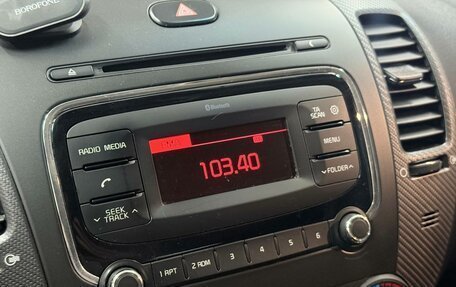 BOROFONE
Bluetooth
RADIO MEDIA
TA
SCAN
MENU
103.40
SEEK
TRACK
FOLDER
1 RPT
2 RDM
3
4
5
6